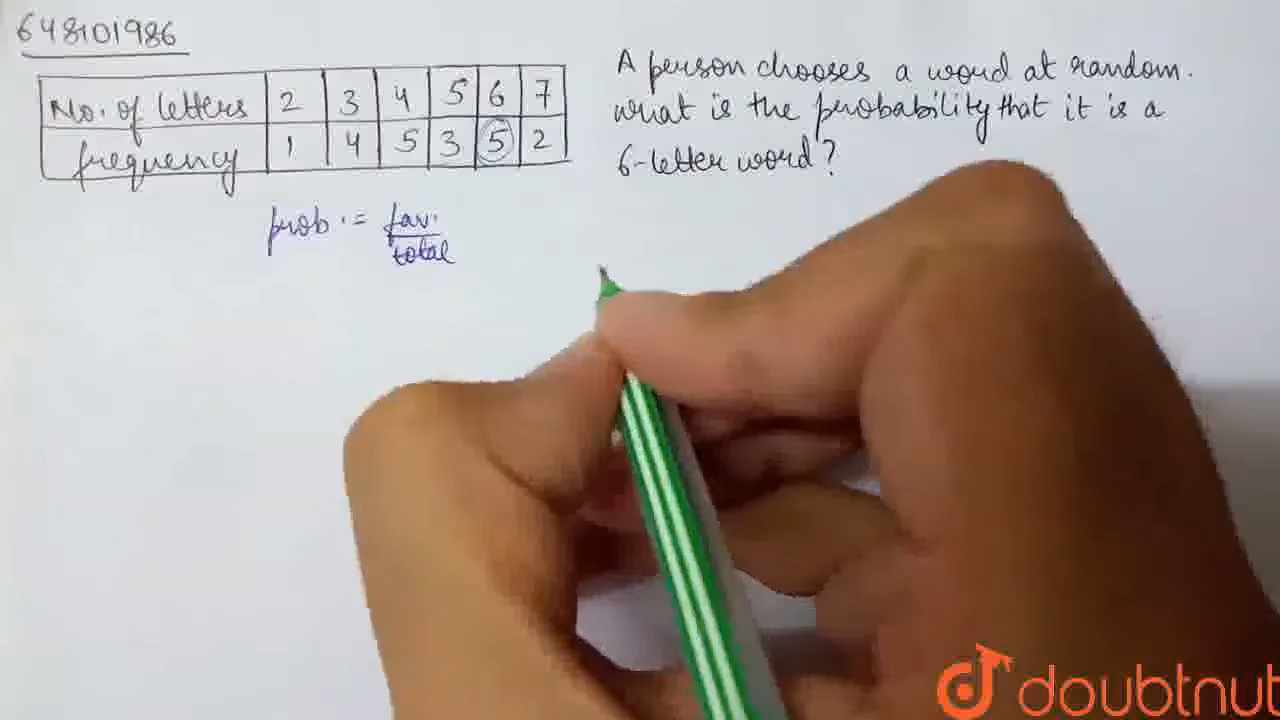 648101986
No. of letters 2 3 4 5 6 7
frequency 1 4 5 3 5 2
A person chooses a word at random.
what is the probability that it is a
6-letter word?
prob. = fav.
total
doubtnut